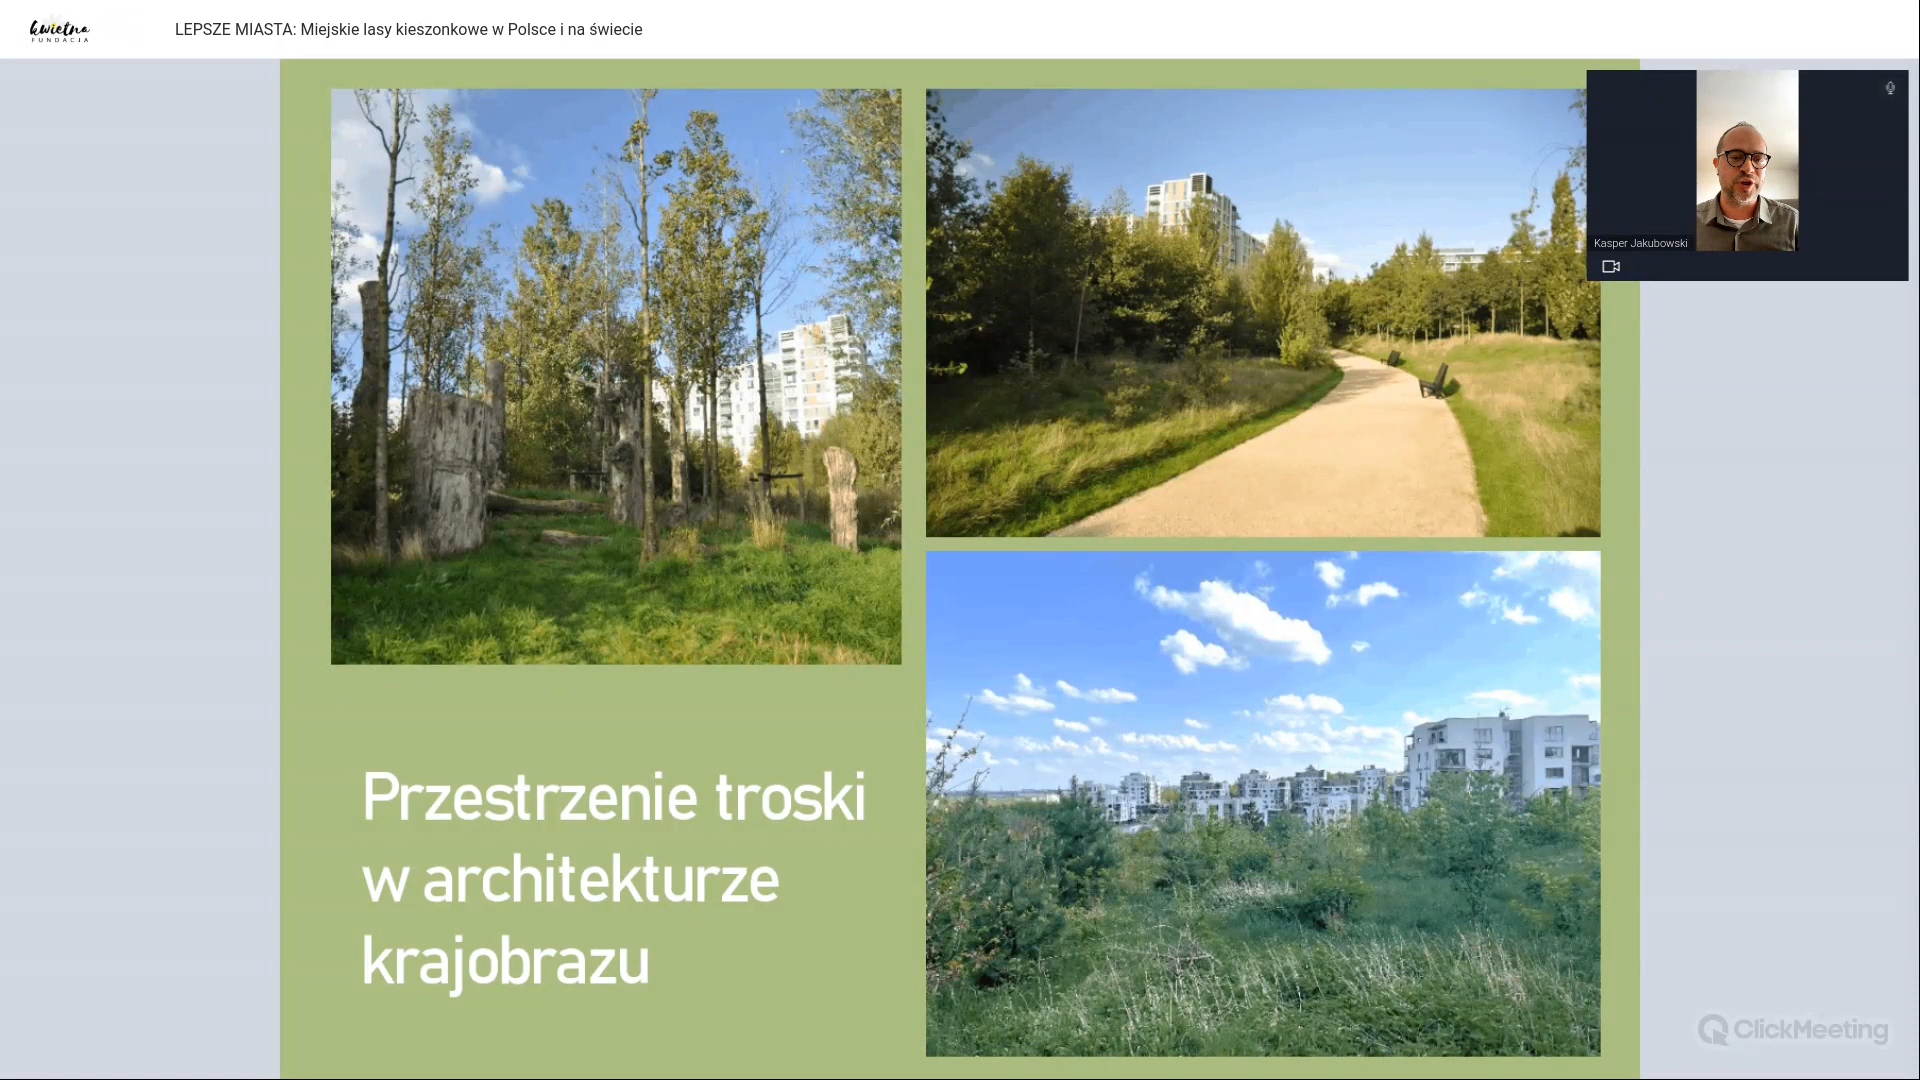 kwietna
FUNDACJA
LEPSZE MIASTA: Miejskie lasy kieszonkowe w Polsce i na świecie
Kasper Jakubowski
Przestrzenie troski
w architekturze
krajobrazu
ClickMeeting